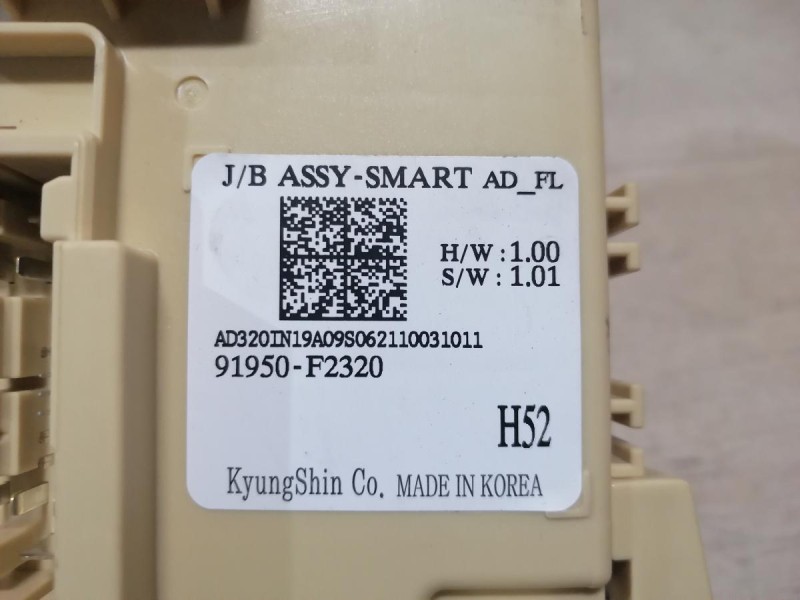 J/B ASSY-SMART AD_FL
H/W : 1.00
S/W : 1.01
AD320IN19A09S062110031011
91950-F2320
H52
KyungShin Co. MADE IN KOREA